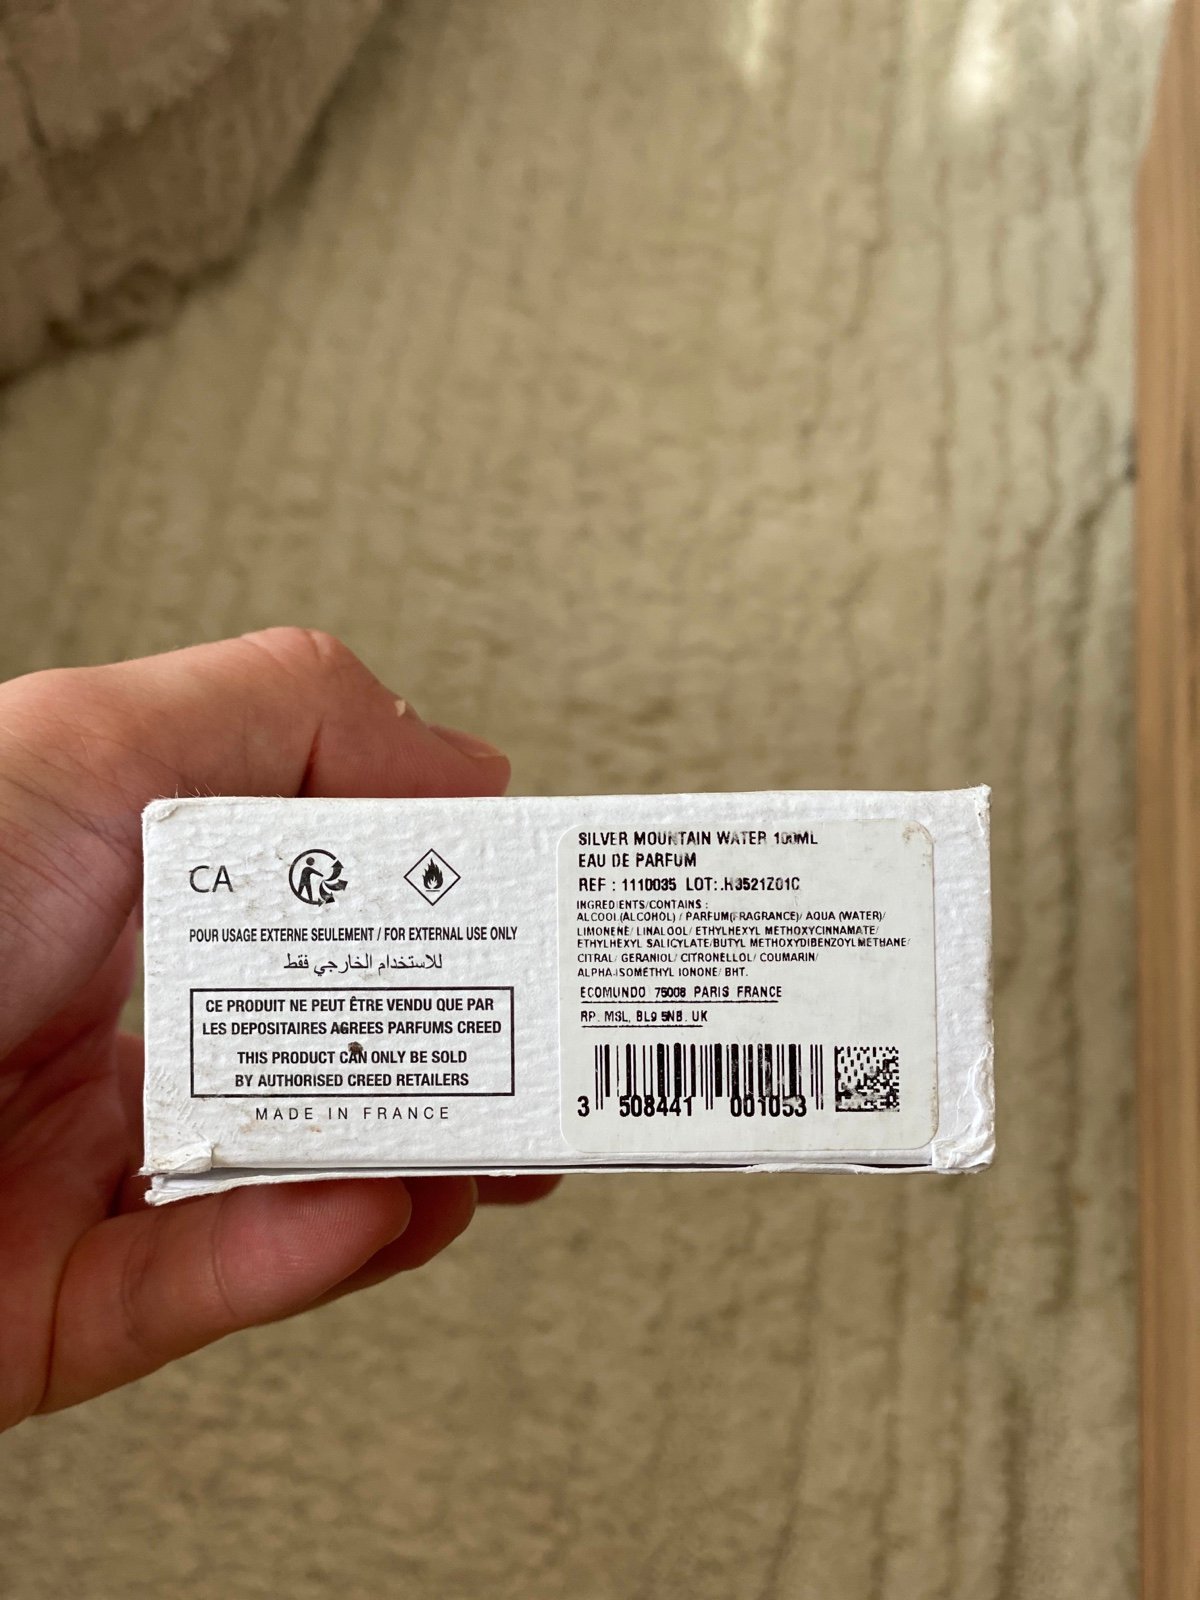 CA
POUR USAGE EXTERNE SEULEMENT / FOR EXTERNAL USE ONLY
للاستخدام الخارجي فقط
CE PRODUIT NE PEUT ÊTRE VENDU QUE PAR
LES DEPOSITAIRES AGREES PARFUMS CREED
THIS PRODUCT CAN ONLY BE SOLD
BY AUTHORISED CREED RETAILERS
MADE IN FRANCE
SILVER MOUNTAIN WATER 100ML
EAU DE PARFUM
REF : 1110035 LOT:.H3521Z01C
INGREDIENTS/CONTAINS :
ALCOOL(ALCOHOL) / PARFUM(FRAGRANCE)/ AQUA (WATER)/
LIMONENE/ LINALOOL/ ETHYLHEXYL METHOXYCINNAMATE/
ETHYLHEXYL SALICYLATE/BUTYL METHOXYDIBENZOYLMETHANE/
CITRAL/ GERANIOL/ CITRONELLOL/ COUMARIN/
ALPHA-ISOMETHYL IONONE/ BHT.
ECOMUNDO 75008 PARIS FRANCE
RP. MSL, BL9 5NB. UK
3 508441 001053